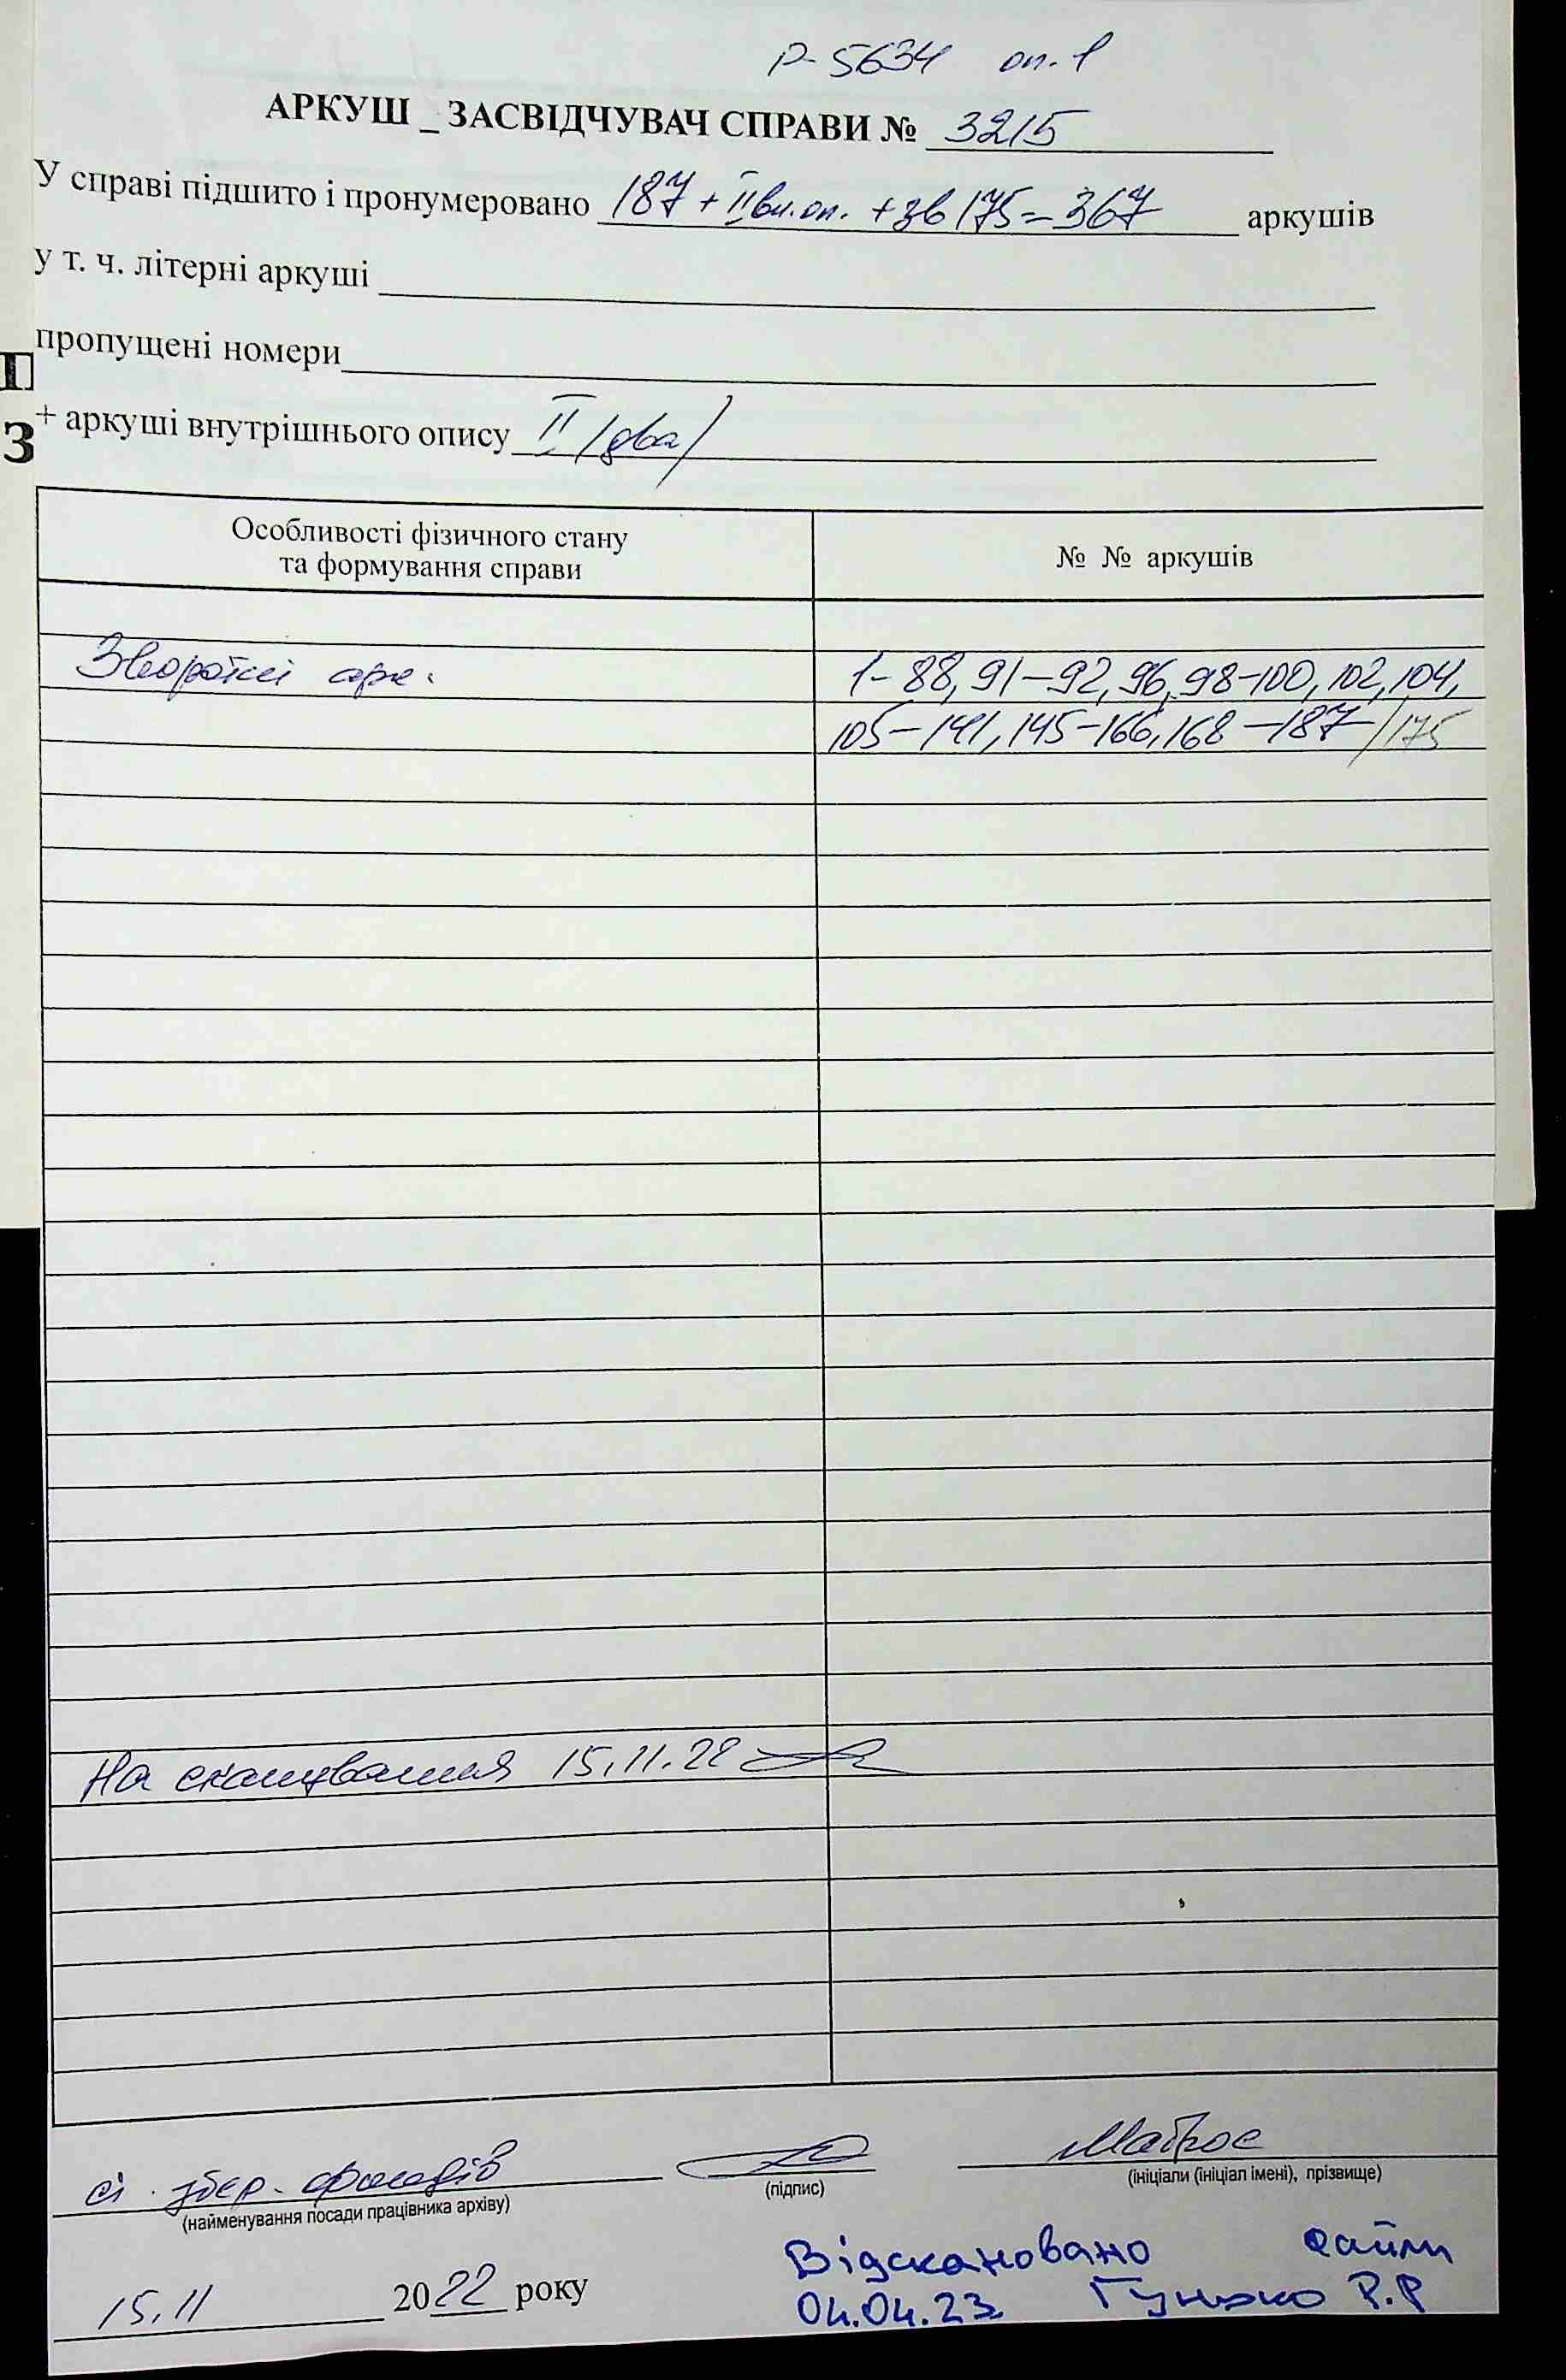 Р-5634 оп. 1
АРКУШ _ ЗАСВІДЧУВАЧ СПРАВИ № 3215
У справі підшито і пронумеровано 187 + II вн. оп. + зв 175 = 367 аркушів
у т. ч. літерні аркуші
пропущені номери
+ аркуші внутрішнього опису II /два/
П
З
Особливості фізичного стану
та формування справи
№ № аркушів
Зворотні арк.
1-88, 91-92, 96, 98-100, 102, 104,
105-141, 145-166, 168-187 /175
На сканування 15.11.22
ст. збер. фондів
Матрос
(найменування посади працівника архіву)
(підпис)
(ініціали (ініціал імені), прізвище)
15.11 2022 року
Відскановано
04.04.23 Р.Р